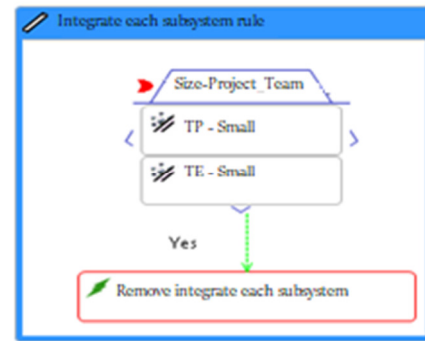 Integrate each subsystem rule
Size-Project_Team
TP - Small
TE - Small
Yes
Remove integrate each subsystem